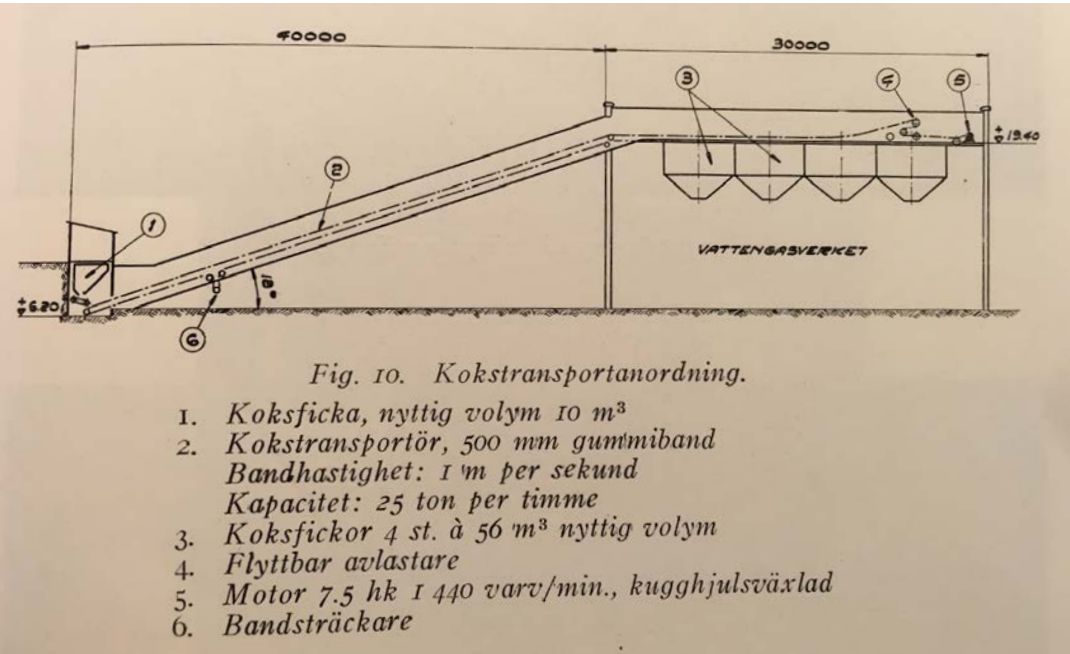 40000
30000
3
4
5
+ 19.40
2
1
VATTENGASVERKET
+6.20
18°
6
Fig. 10. Kokstransportanordning.
1. Koksficka, nyttig volym 10 m³
2. Kokstransportör, 500 mm gummiband
Bandhastighet: 1 m per sekund
Kapacitet: 25 ton per timme
3. Koksfickor 4 st. à 56 m³ nyttig volym
4. Flyttbar avlastare
5. Motor 7.5 hk 1 440 varv/min., kugghjulsväxlad
6. Bandsträckare